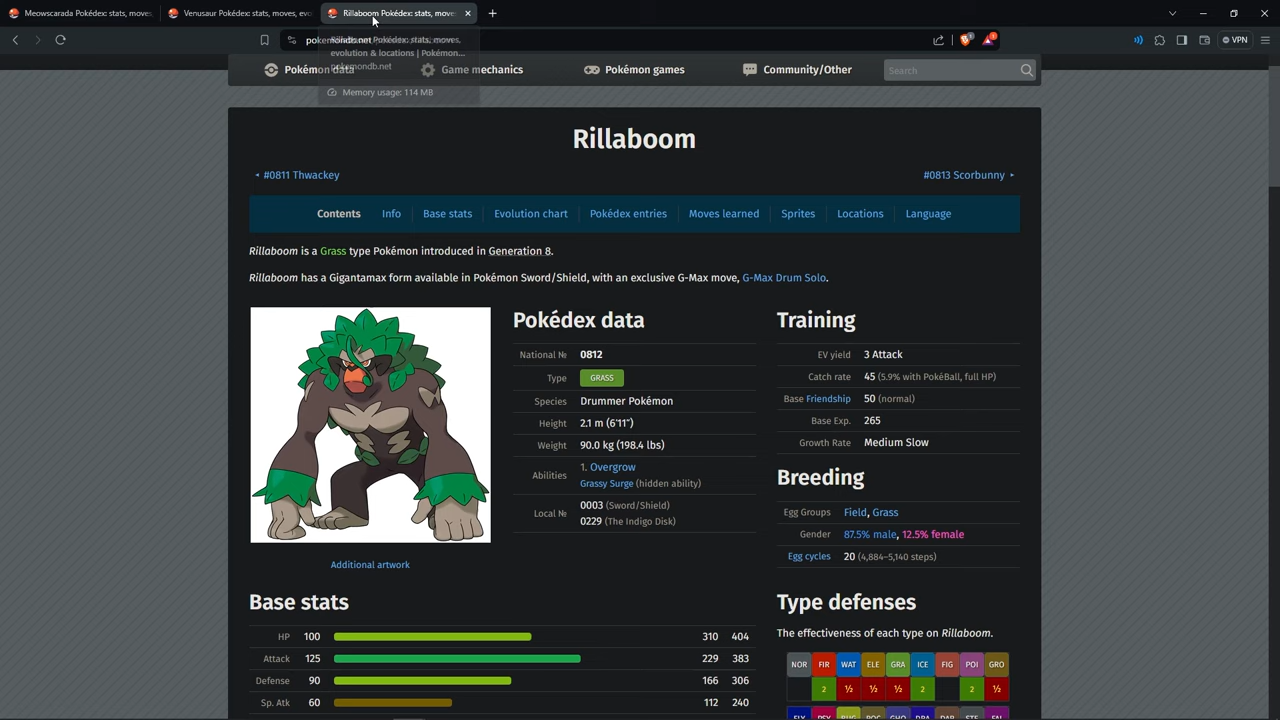 Meowscarada Pokédex: stats, moves,
Venusaur Pokédex: stats, moves, evo
Rillaboom Pokédex: stats, moves
pokemondb.net
Rillaboom Pokédex: stats, moves,
evolution & locations | Pokémon...
pokemondb.net
Memory usage: 114 MB
VPN
Pokémon data
Game mechanics
Pokémon games
Community/Other
Search
Rillaboom
#0811 Thwackey
#0813 Scorbunny
Contents
Info
Base stats
Evolution chart
Pokédex entries
Moves learned
Sprites
Locations
Language
Rillaboom is a Grass type Pokémon introduced in Generation 8.
Rillaboom has a Gigantamax form available in Pokémon Sword/Shield, with an exclusive G-Max move, G-Max Drum Solo.
Additional artwork
Pokédex data
National № 0812
Type GRASS
Species Drummer Pokémon
Height 2.1 m (6′11″)
Weight 90.0 kg (198.4 lbs)
Abilities 1. Overgrow
Grassy Surge (hidden ability)
Local № 0003 (Sword/Shield)
0229 (The Indigo Disk)
Training
EV yield 3 Attack
Catch rate 45 (5.9% with PokéBall, full HP)
Base Friendship 50 (normal)
Base Exp. 265
Growth Rate Medium Slow
Breeding
Egg Groups Field, Grass
Gender 87.5% male, 12.5% female
Egg cycles 20 (4,884–5,140 steps)
Base stats
HP 100 310 404
Attack 125 229 383
Defense 90 166 306
Sp. Atk 60 112 240
Type defenses
The effectiveness of each type on Rillaboom.
NOR FIR WAT ELE GRA ICE FIG POI GRO
2 ½ ½ ½ 2 2 ½
FLY PSY BUG ROC GHO DRA DAR STE FAI